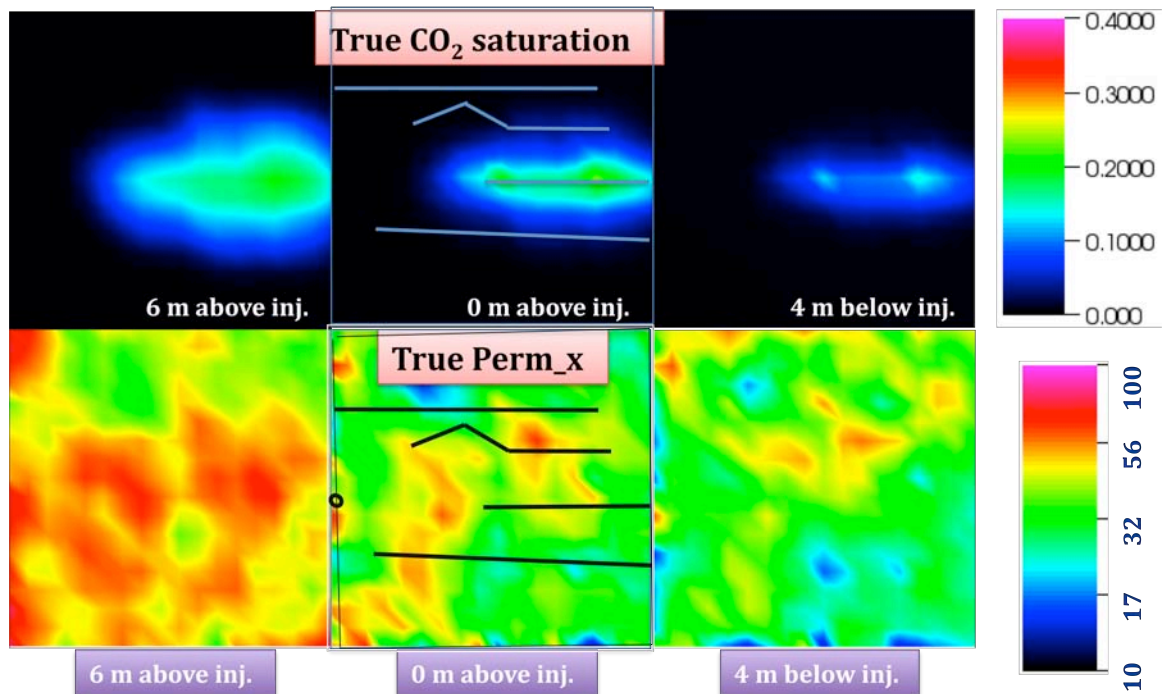 True CO₂ saturation
6 m above inj.
0 m above inj.
4 m below inj.
0.4000
0.3000
0.2000
0.1000
0.000
True Perm_x
100
56
32
17
10
6 m above inj.
0 m above inj.
4 m below inj.